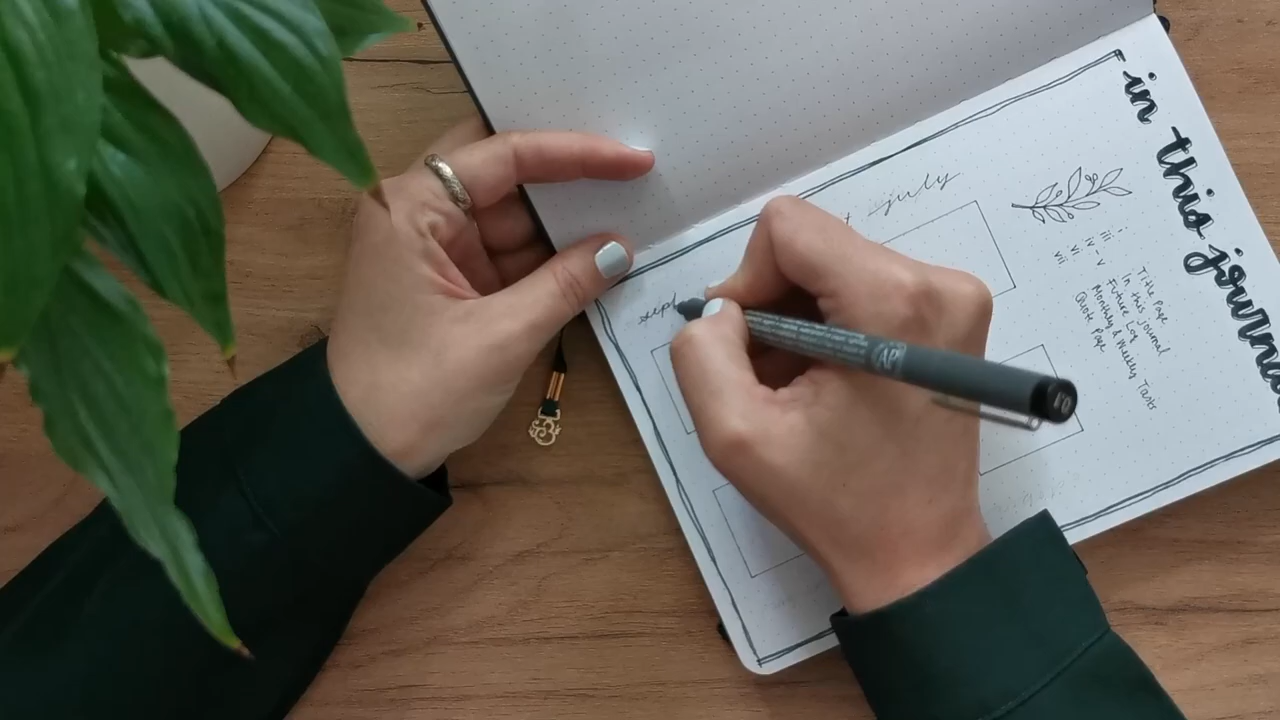 in this journal
i
iii
iv - v
vi
vii
Title Page
In this Journal
Future Log
Monthly & Weekly Tasks
Quote Page
july
sept
01